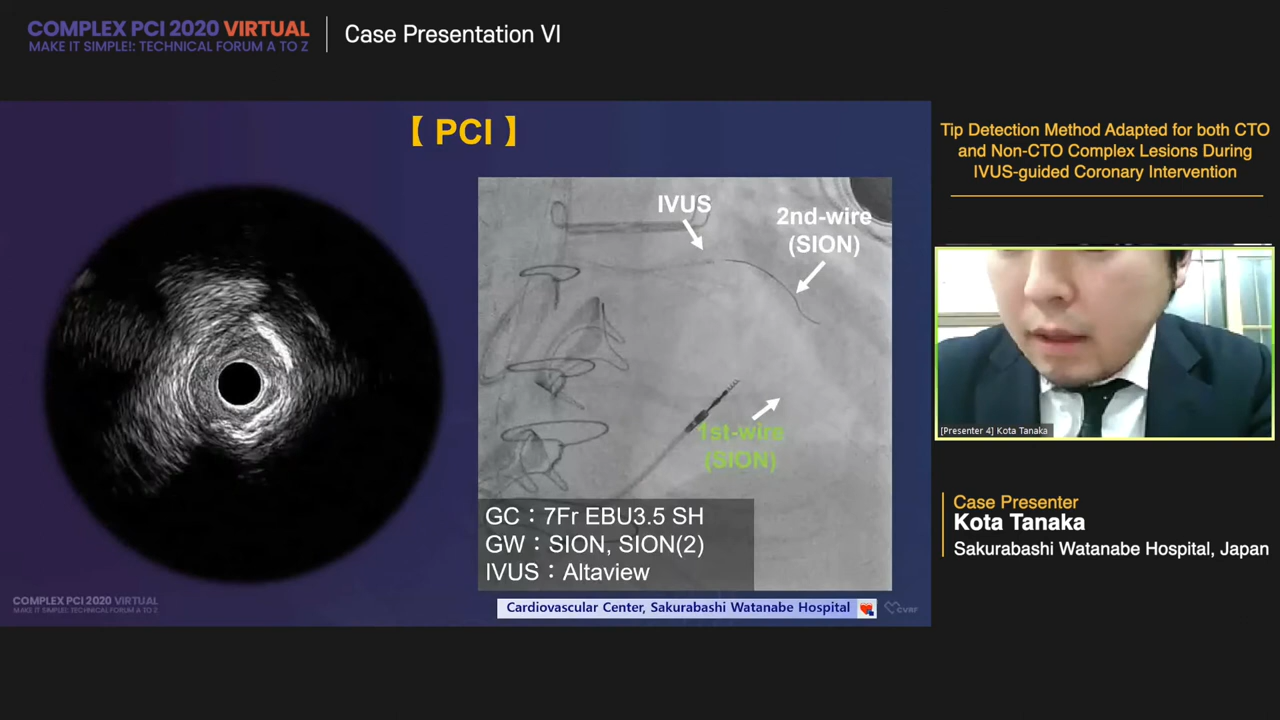 COMPLEX PCI 2020 VIRTUAL
MAKE IT SIMPLE!: TECHNICAL FORUM A TO Z
Case Presentation VI
【 PCI 】
IVUS
2nd-wire
(SION)
1st-wire
(SION)
GC：7Fr EBU3.5 SH
GW：SION, SION(2)
IVUS：Altaview
COMPLEX PCI 2020 VIRTUAL
MAKE IT SIMPLE!: TECHNICAL FORUM A TO Z
Cardiovascular Center, Sakurabashi Watanabe Hospital
CVRF
Tip Detection Method Adapted for both CTO
and Non-CTO Complex Lesions During
IVUS-guided Coronary Intervention
[Presenter 4] Kota Tanaka
Case Presenter
Kota Tanaka
Sakurabashi Watanabe Hospital, Japan